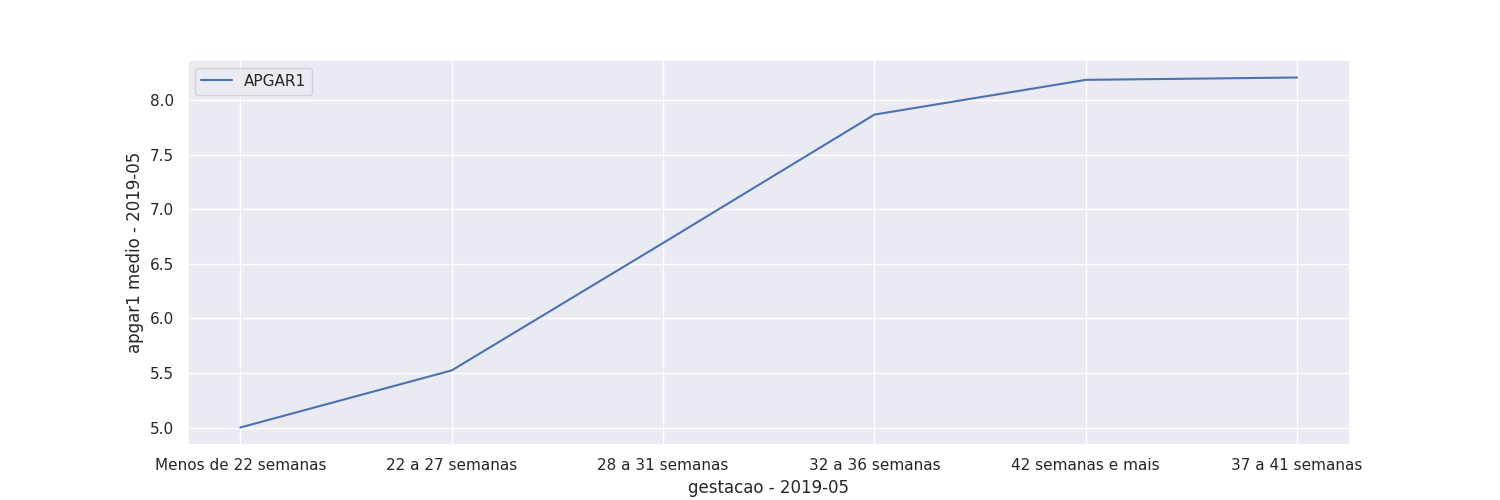 APGAR1
8.0
7.5
7.0
6.5
6.0
5.5
5.0
apgar1 medio - 2019-05
Menos de 22 semanas 22 a 27 semanas 28 a 31 semanas 32 a 36 semanas 42 semanas e mais 37 a 41 semanas
gestacao - 2019-05